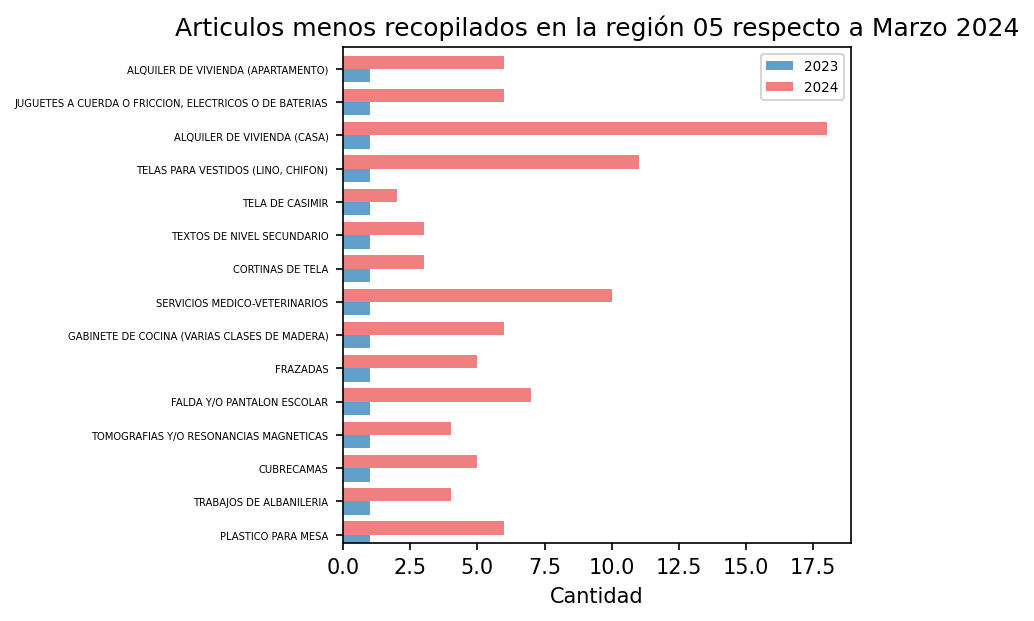 Articulos menos recopilados en la región 05 respecto a Marzo 2024
2023
2024
ALQUILER DE VIVIENDA (APARTAMENTO)
JUGUETES A CUERDA O FRICCION, ELECTRICOS O DE BATERIAS
ALQUILER DE VIVIENDA (CASA)
TELAS PARA VESTIDOS (LINO, CHIFON)
TELA DE CASIMIR
TEXTOS DE NIVEL SECUNDARIO
CORTINAS DE TELA
SERVICIOS MEDICO-VETERINARIOS
GABINETE DE COCINA (VARIAS CLASES DE MADERA)
FRAZADAS
FALDA Y/O PANTALON ESCOLAR
TOMOGRAFIAS Y/O RESONANCIAS MAGNETICAS
CUBRECAMAS
TRABAJOS DE ALBANILERIA
PLASTICO PARA MESA
0.0 2.5 5.0 7.5 10.0 12.5 15.0 17.5
Cantidad